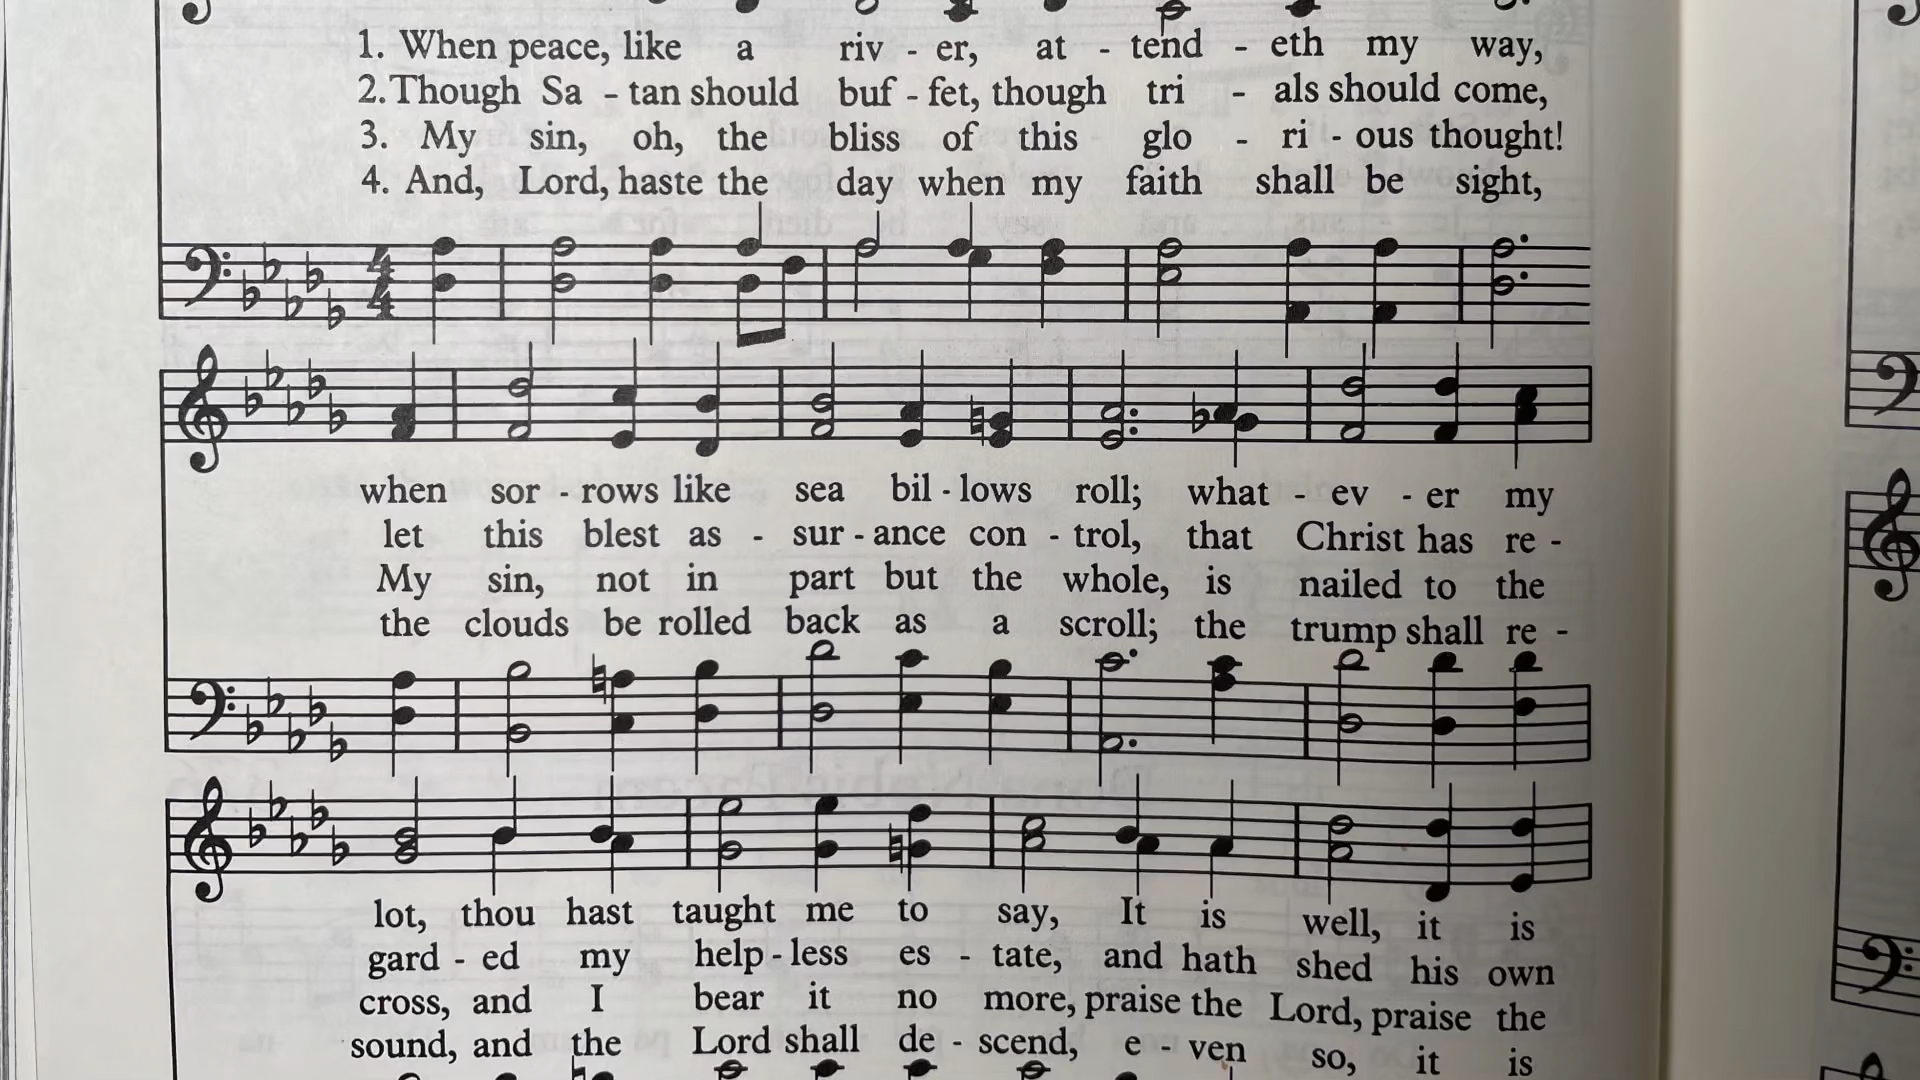 1. When peace, like a riv - er, at - tend - eth my way,
2. Though Sa - tan should buf - fet, though tri - als should come,
3. My sin, oh, the bliss of this glo - ri - ous thought!
4. And, Lord, haste the day when my faith shall be sight,
4
4
when sor - rows like sea bil - lows roll; what - ev - er my
let this blest as - sur - ance con - trol, that Christ has re -
My sin, not in part but the whole, is nailed to the
the clouds be rolled back as a scroll; the trump shall re -
lot, thou hast taught me to say, It is well, it is
gard - ed my help - less es - tate, and hath shed his own
cross, and I bear it no more, praise the Lord, praise the
sound, and the Lord shall de - scend, e - ven so, it is